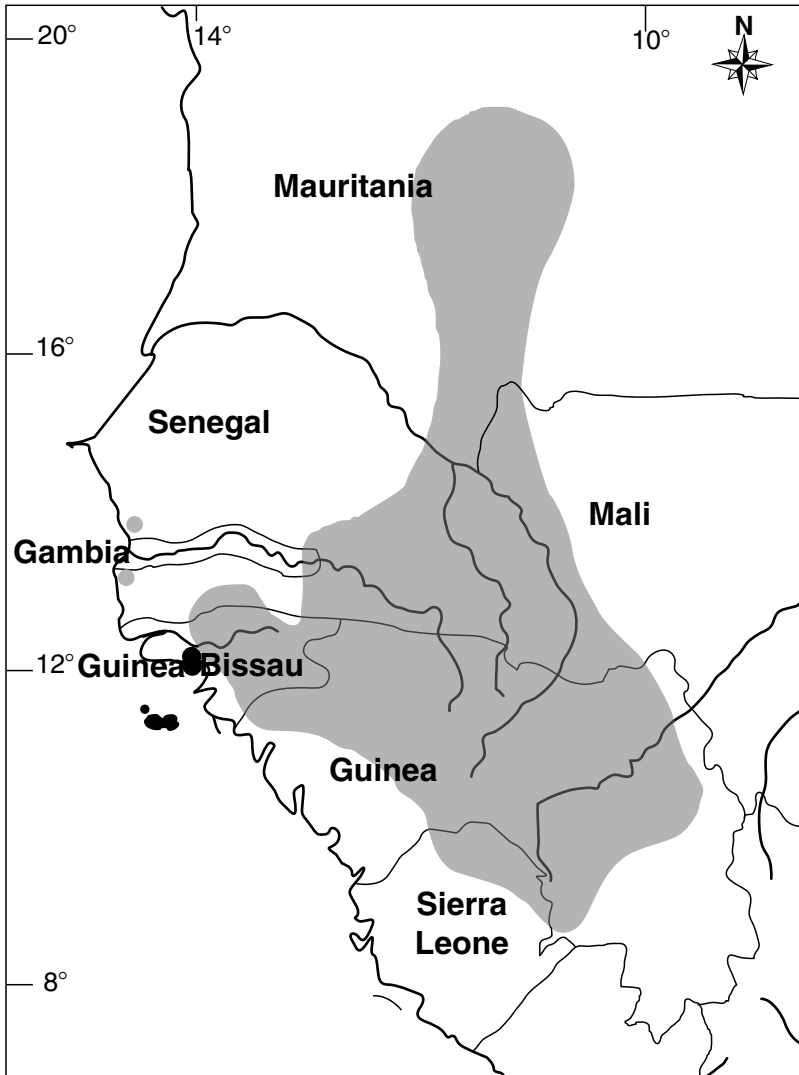 20°
14°
10°
N
Mauritania
16°
Senegal
Mali
Gambia
12°
Guinea Bissau
Guinea
Sierra
Leone
8°